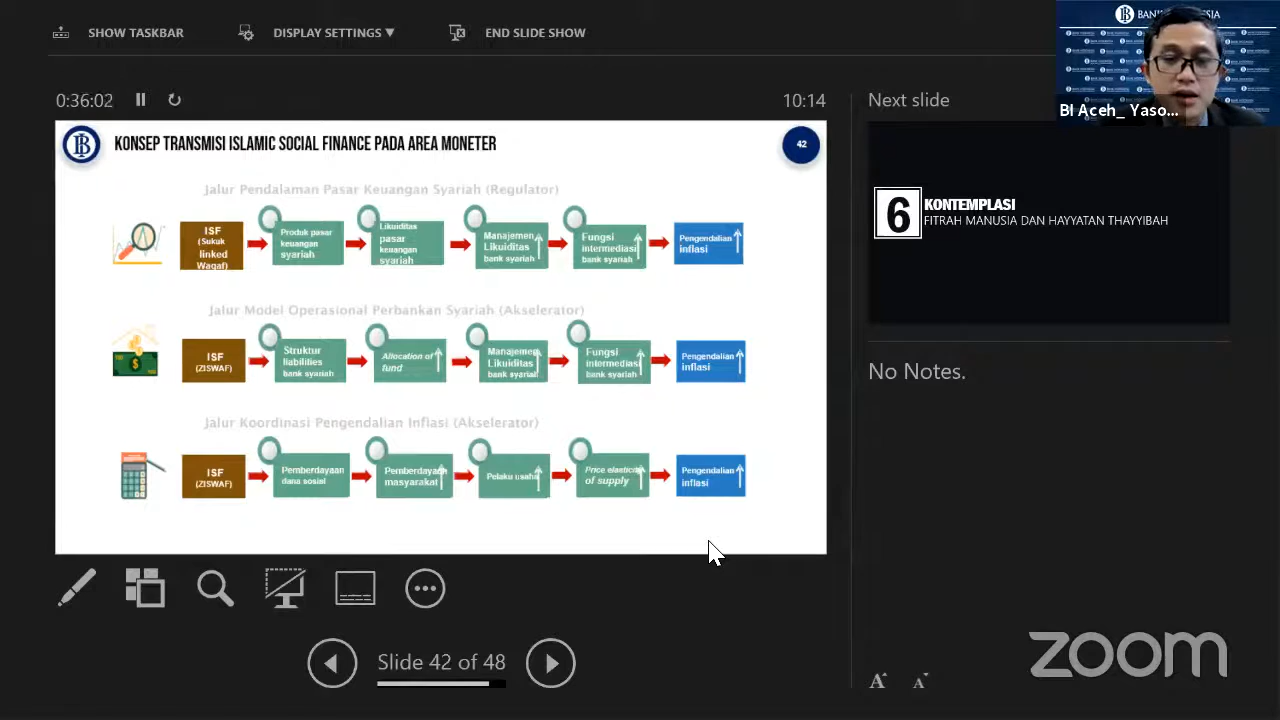 SHOW TASKBAR
DISPLAY SETTINGS ▼
END SLIDE SHOW
BANK INDONESIA
BI Aceh_ Yaso...
0:36:02
10:14
Next slide
KONSEP TRANSMISI ISLAMIC SOCIAL FINANCE PADA AREA MONETER
42
Jalur Pendalaman Pasar Keuangan Syariah (Regulator)
ISF
(Sukuk
linked
Waqaf)
Produk pasar
keuangan
syariah
Likuiditas
pasar
keuangan
syariah
Manajemen
Likuiditas
bank syariah
Fungsi
intermediasi
bank syariah
Pengendalian
inflasi
Jalur Model Operasional Perbankan Syariah (Akselerator)
ISF
(ZISWAF)
Struktur
liabilities
bank syariah
Allocation of
fund
Manajemen
Likuiditas
bank syariah
Fungsi
intermediasi
bank syariah
Pengendalian
inflasi
Jalur Koordinasi Pengendalian Inflasi (Akselerator)
ISF
(ZISWAF)
Pemberdayaan
dana sosial
Pemberdayaan
masyarakat
Pelaku usaha
Price elasticity
of supply
Pengendalian
inflasi
6
KONTEMPLASI
FITRAH MANUSIA DAN HAYYATAN THAYYIBAH
No Notes.
Slide 42 of 48
A A
zoom